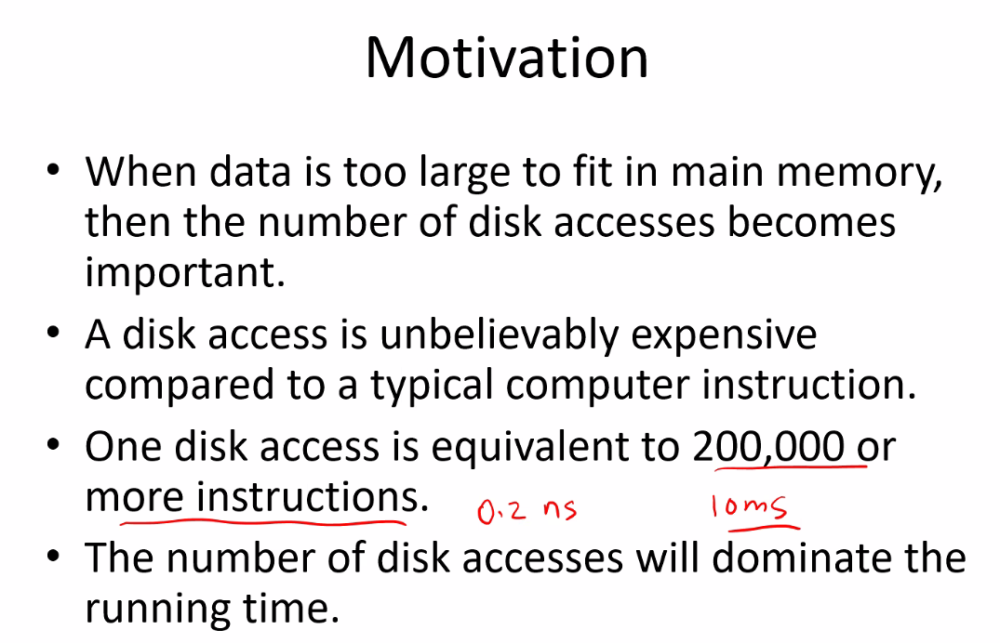 Motivation
• When data is too large to fit in main memory,
then the number of disk accesses becomes
important.
• A disk access is unbelievably expensive
compared to a typical computer instruction.
• One disk access is equivalent to 200,000 or
more instructions.
0.2 ns 10ms
• The number of disk accesses will dominate the
running time.